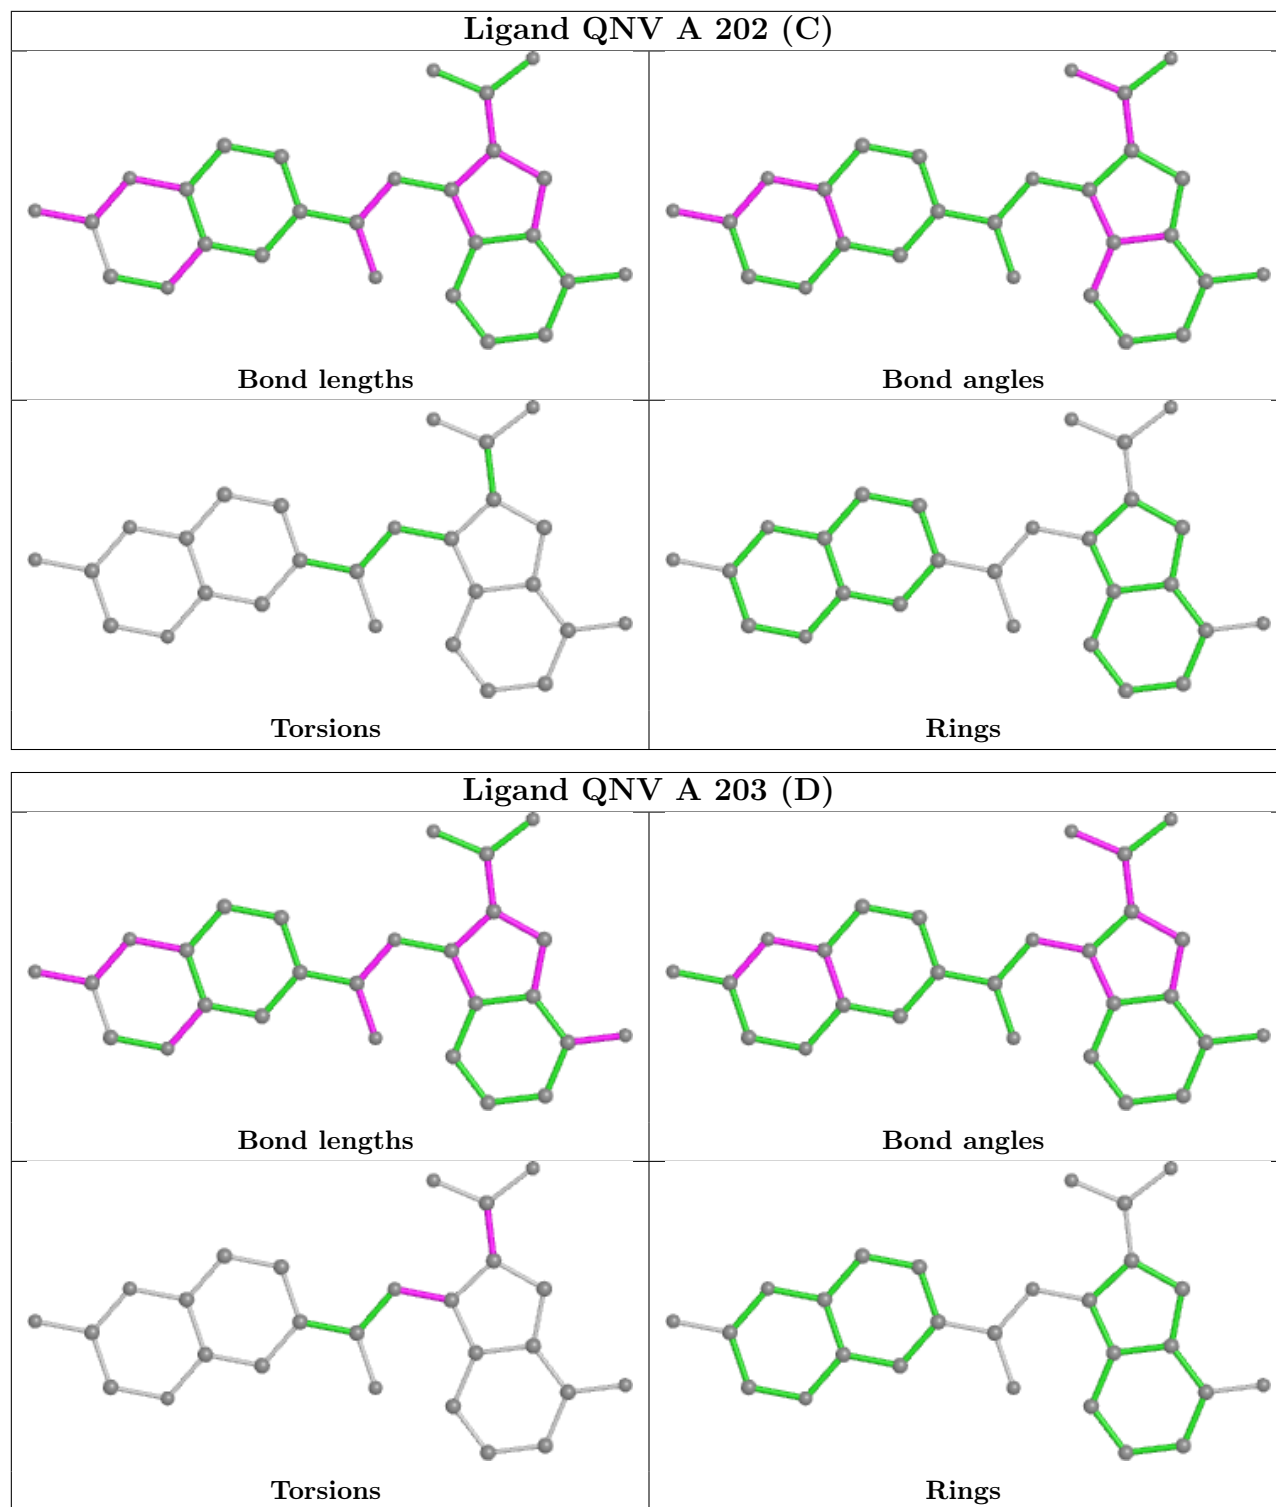 Ligand QNV A 202 (C)
Bond lengths
Bond angles
Torsions
Rings
Ligand QNV A 203 (D)
Bond lengths
Bond angles
Torsions
Rings